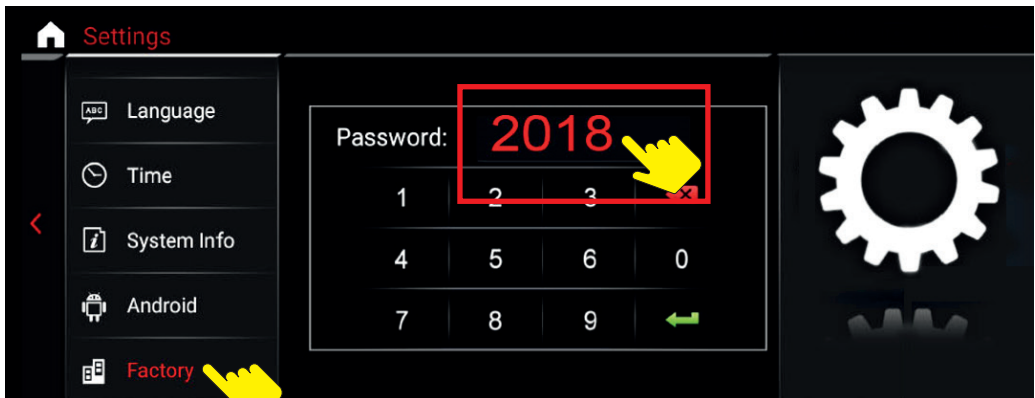 Settings
ABC Language
Time
i System Info
Android
Factory
Password: 2018
1 2 3
4 5 6 0
7 8 9